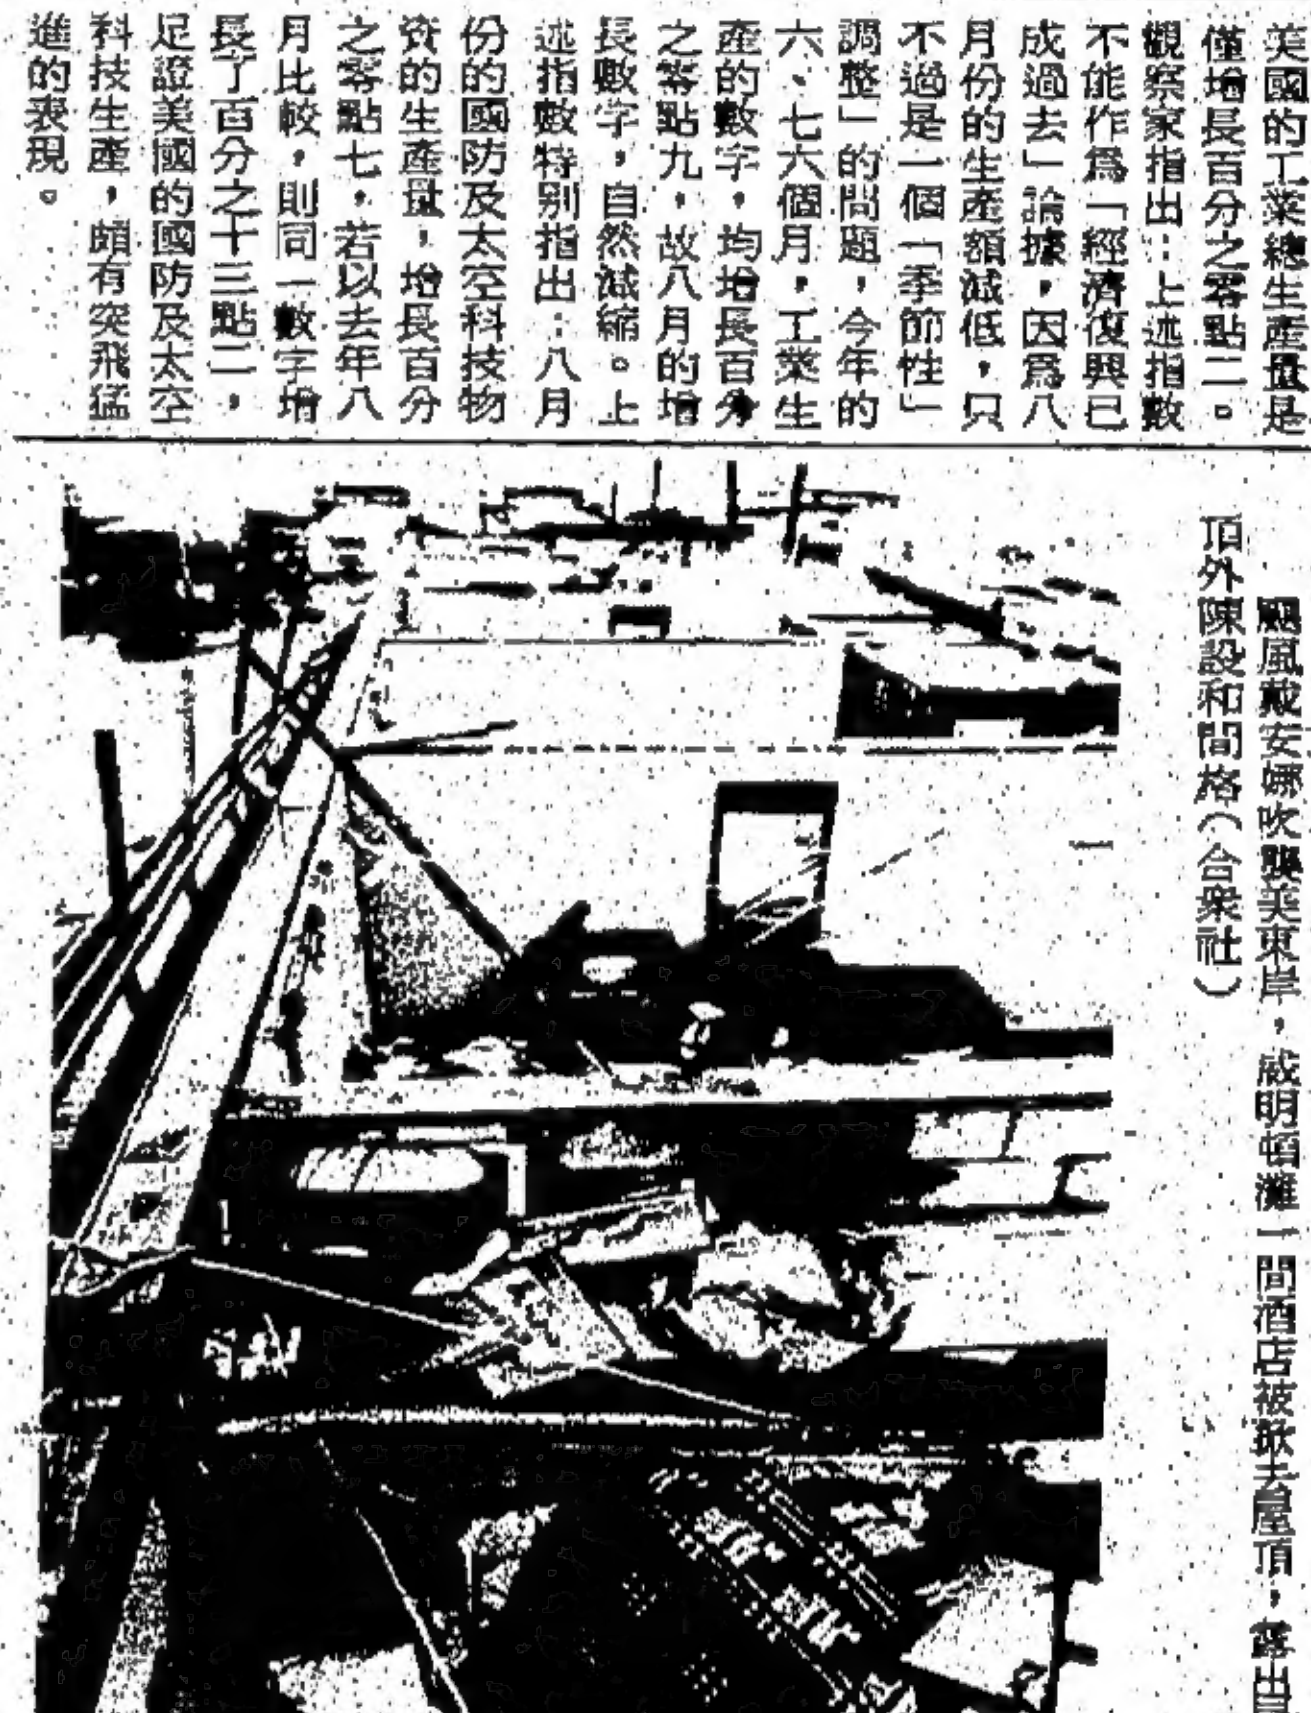 美國的工業總生產量是
僅增長百分之零點二。
觀察家指出：上述指數
不能作爲「經濟復興已
成過去」論據，因爲八
月份的生產額減低，只
不過是一個「季節性」
調整」的問題，今年的
六、七六個月，工業生
產的數字，均增長百分
之零點九，故八月的增
長數字，自然減縮。上
述指數特別指出：八月
份的國防及太空科技物
資的生產量，增長百分
之零點七，若以去年八
月比較，則同一數字增
長了百分之十三點二，
足證美國的國防及太空
科技生產，頗有突飛猛
進的表現。
颶風戴安娜吹襲美東岸，威明頓灘一間酒店被掀去屋頂，露出
頂外陳設和間格（合衆社）